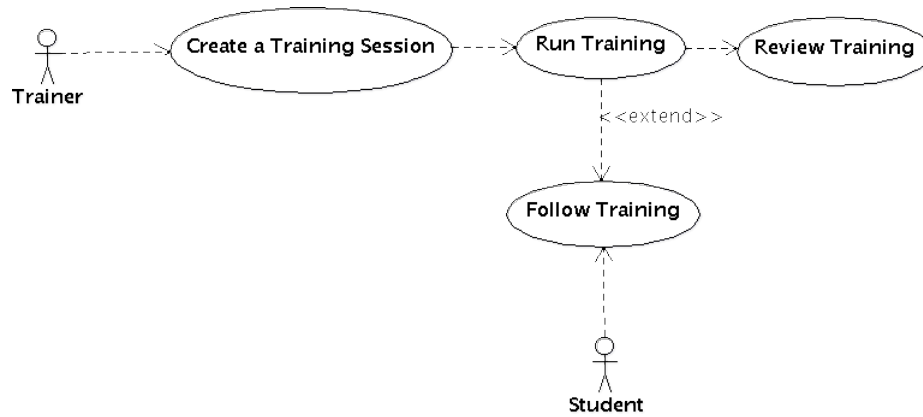 Create a Training Session
Run Training
Review Training
Trainer
<<extend>>
Follow Training
Student